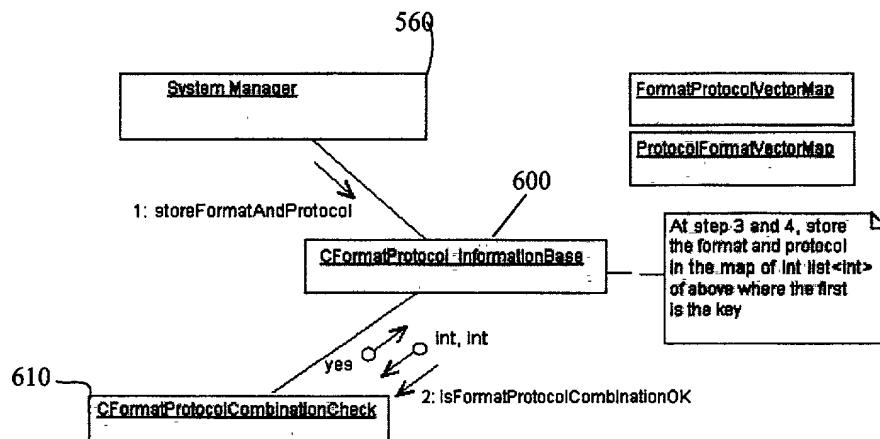 560
System Manager
FormatProtocolVectorMap
ProtocolFormatVectorMap
1: storeFormatAndProtocol
600
CFormatProtocol_InformationBase
At step 3 and 4, store
the format and protocol
in the map of int list<int>
of above where the first
is the key
yes
int, int
610
2: isFormatProtocolCombinationOK
CFormatProtocolCombinationCheck